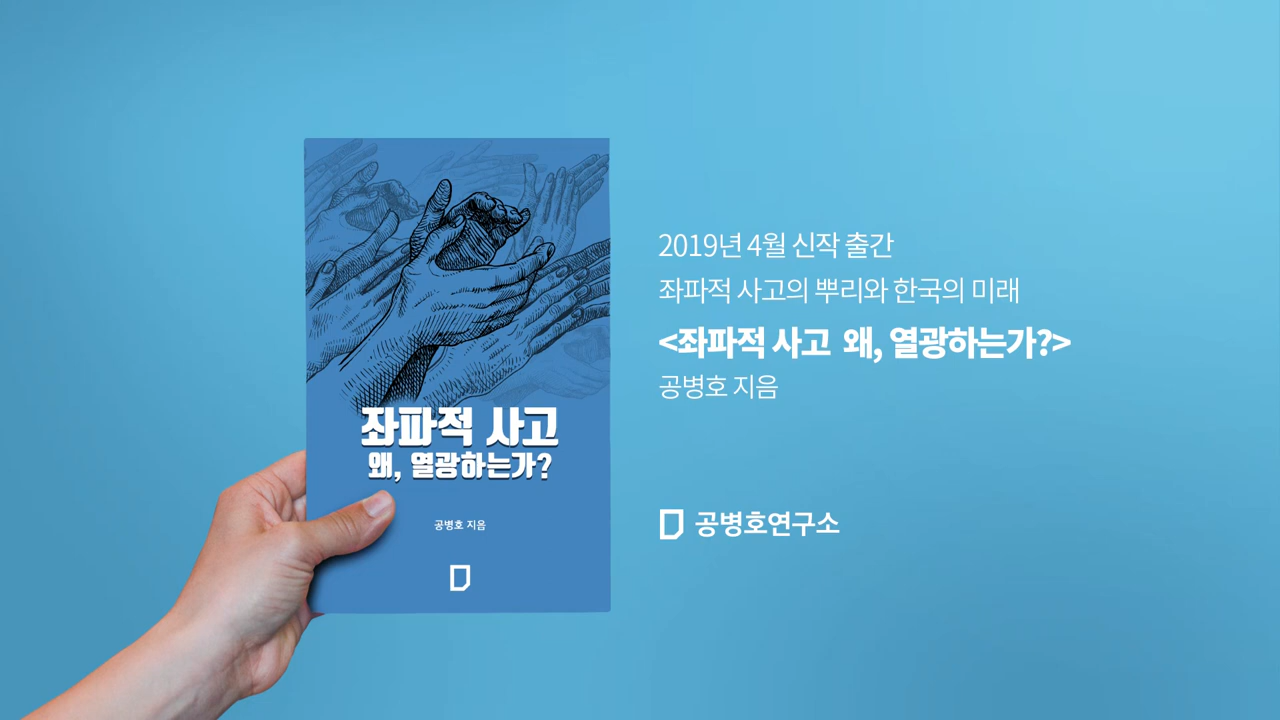 좌파적 사고
왜, 열광하는가?
공병호 지음
2019년 4월 신작 출간
좌파적 사고의 뿌리와 한국의 미래
<좌파적 사고 왜, 열광하는가?>
공병호 지음
공병호연구소